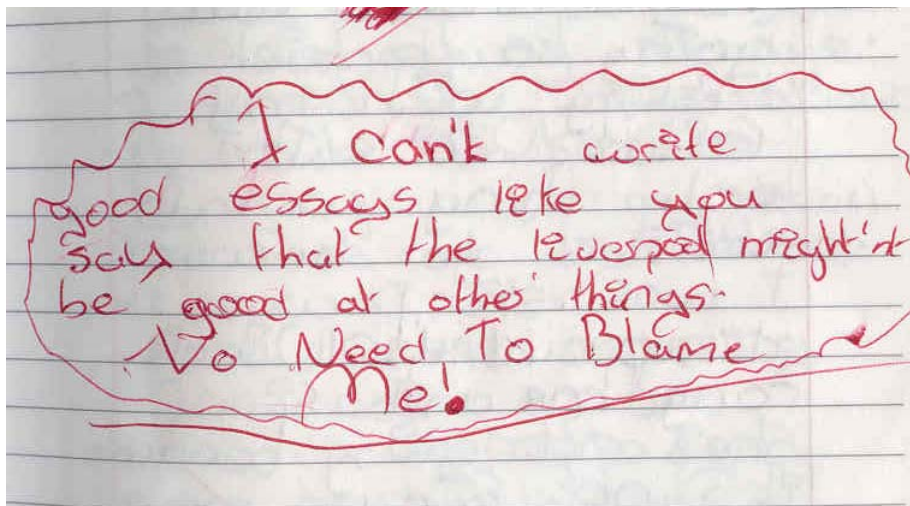 I can't write
good essays like you
say that the liverpool might'nt
be good at other things.
No Need To Blame
Me!